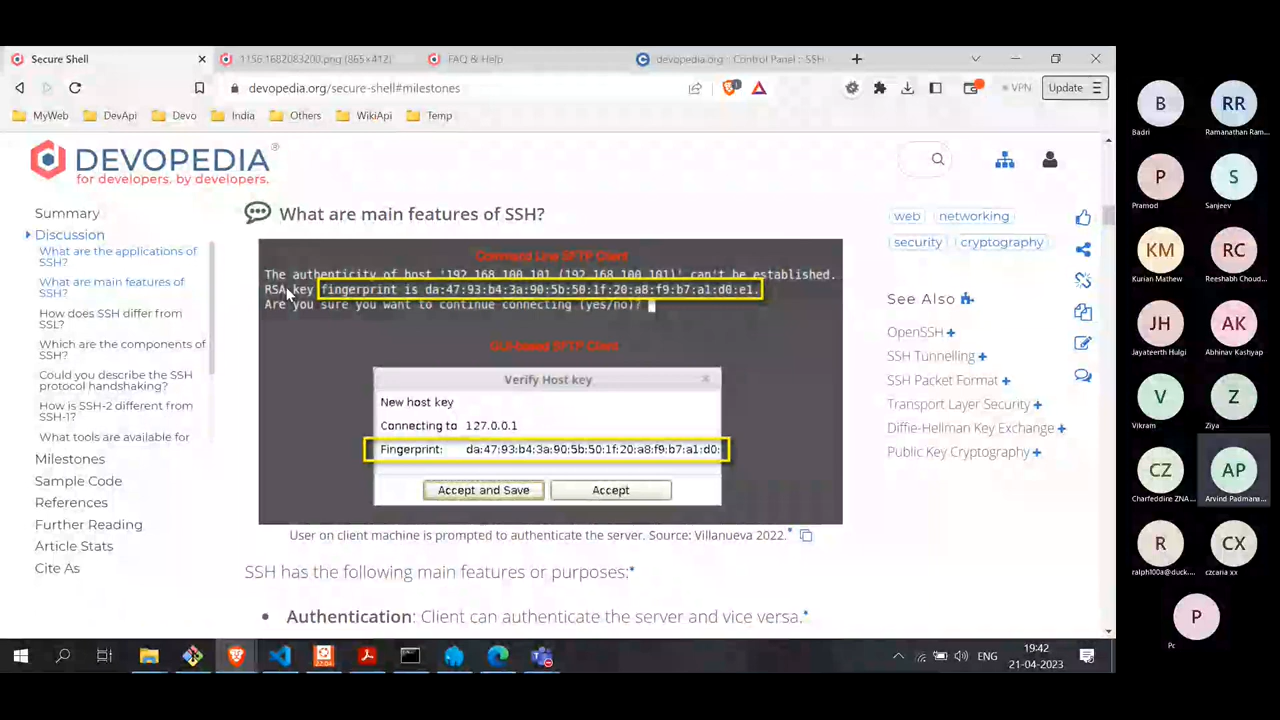 Secure Shell
1156.1682083200.png (865×412)
FAQ & Help
devopedia.org - Control Panel :: SSH
devopedia.org/secure-shell#milestones
VPN
Update
MyWeb
DevApi
Devo
India
Others
WikiApi
Temp
DEVOPEDIA
for developers. by developers.
Summary
Discussion
What are the applications of
SSH?
What are main features of
SSH?
How does SSH differ from
SSL?
Which are the components of
SSH?
Could you describe the SSH
protocol handshaking?
How is SSH-2 different from
SSH-1?
What tools are available for
Milestones
Sample Code
References
Further Reading
Article Stats
Cite As
What are main features of SSH?
Command Line SFTP Client
The authenticity of host '192.168.100.101 (192.168.100.101)' can't be established.
RSA key fingerprint is da:47:93:b4:3a:90:5b:50:1f:20:a8:f9:b7:a1:d0:e1.
Are you sure you want to continue connecting (yes/no)?
GUI-based SFTP Client
Verify Host key
New host key
Connecting to 127.0.0.1
Fingerprint: da:47:93:b4:3a:90:5b:50:1f:20:a8:f9:b7:a1:d0:
Accept and Save
Accept
User on client machine is prompted to authenticate the server. Source: Villanueva 2022.*
SSH has the following main features or purposes:*
• Authentication: Client can authenticate the server and vice versa.*
web
networking
security
cryptography
See Also
OpenSSH +
SSH Tunnelling +
SSH Packet Format +
Transport Layer Security +
Diffie-Hellman Key Exchange +
Public Key Cryptography +
ENG
19:42
21-04-2023
B
Badri
RR
Ramanathan Ram...
P
Pramod
S
Sanjeev
KM
Kurian Mathew
RC
Reeshabh Choud...
JH
Jayateerth Hulgi
AK
Abhinav Kashyap
V
Vikram
Z
Ziya
CZ
Charfeddine ZNA...
AP
Arvind Padmana...
R
ralph100a@duck....
CX
czcaria xx
P
Pc